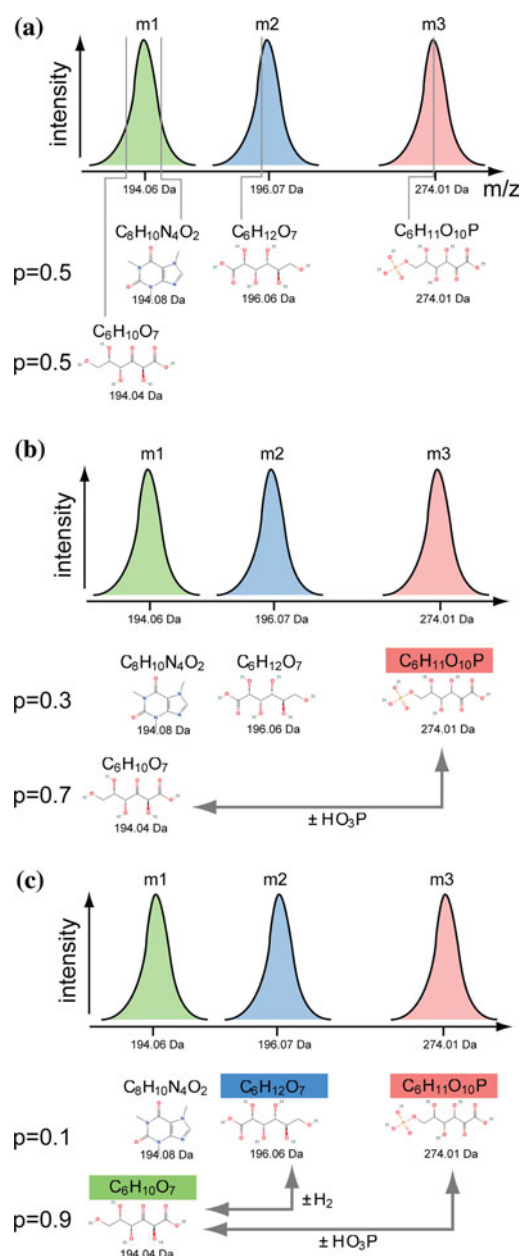 (a)
m1 m2 m3
intensity
194.06 Da 196.07 Da 274.01 Da m/z
C₈H₁₀N₄O₂ C₆H₁₂O₇ C₆H₁₁O₁₀P
p=0.5
194.08 Da 196.06 Da 274.01 Da
C₆H₁₀O₇
p=0.5
194.04 Da
(b)
m1 m2 m3
intensity
194.06 Da 196.07 Da 274.01 Da
C₈H₁₀N₄O₂ C₆H₁₂O₇ C₆H₁₁O₁₀P
p=0.3
194.08 Da 196.06 Da 274.01 Da
C₆H₁₀O₇
p=0.7
194.04 Da
± HO₃P
(c)
m1 m2 m3
intensity
194.06 Da 196.07 Da 274.01 Da
C₈H₁₀N₄O₂ C₆H₁₂O₇ C₆H₁₁O₁₀P
p=0.1
194.08 Da 196.06 Da 274.01 Da
C₆H₁₀O₇
±H₂
p=0.9
194.04 Da
± HO₃P